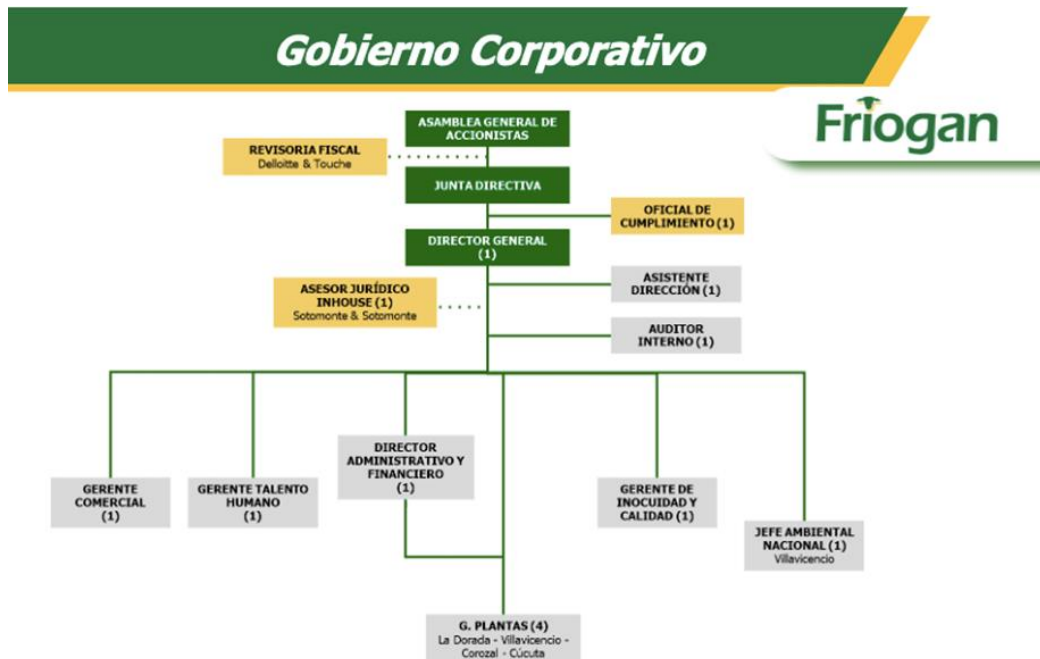 Gobierno Corporativo
Friogan
ASAMBLEA GENERAL DE
ACCIONISTAS
REVISORIA FISCAL
Delloitte & Touche
JUNTA DIRECTIVA
OFICIAL DE
CUMPLIMIENTO (1)
DIRECTOR GENERAL
(1)
ASISTENTE
DIRECCIÓN (1)
ASESOR JURÍDICO
INHOUSE (1)
Sotomonte & Sotomonte
AUDITOR
INTERNO (1)
DIRECTOR
ADMINISTRATIVO Y
FINANCIERO
(1)
GERENTE
COMERCIAL
(1)
GERENTE TALENTO
HUMANO
(1)
GERENTE DE
INOCUIDAD Y
CALIDAD (1)
JEFE AMBIENTAL
NACIONAL (1)
Villavicencio
G. PLANTAS (4)
La Dorada - Villavicencio -
Corozal - Cúcuta